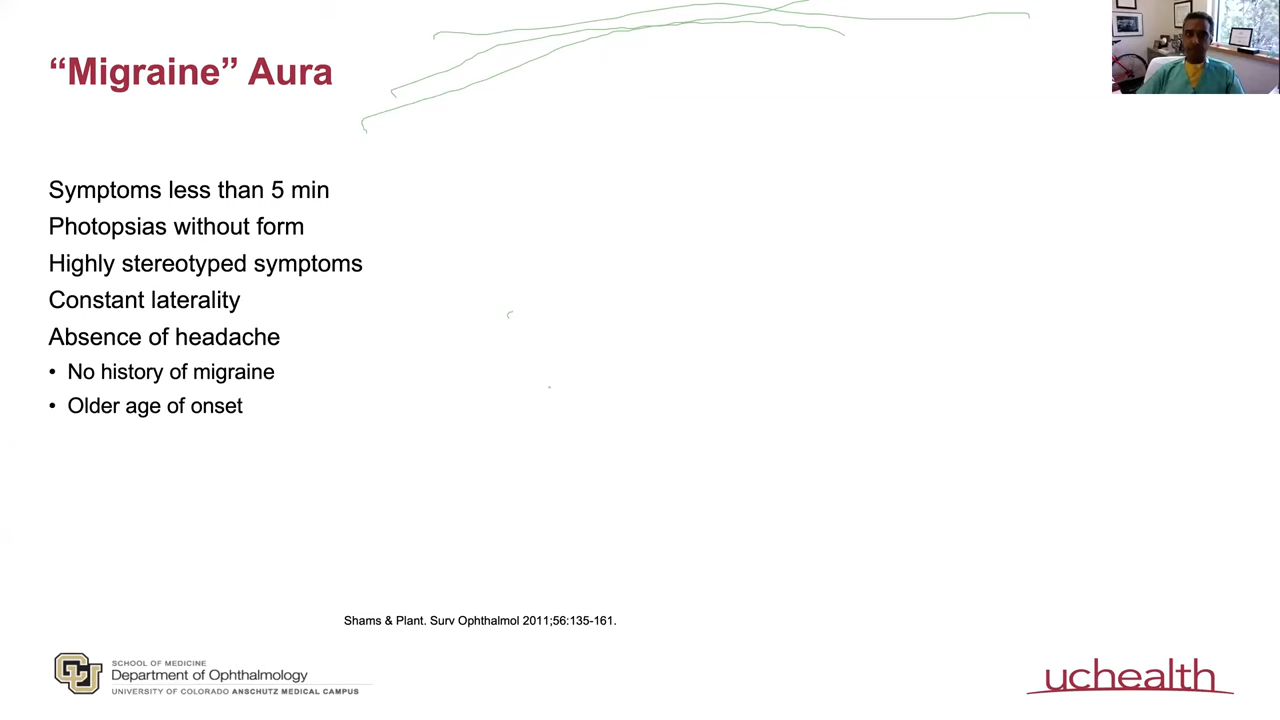 “Migraine” Aura
Symptoms less than 5 min
Photopsias without form
Highly stereotyped symptoms
Constant laterality
Absence of headache
• No history of migraine
• Older age of onset
Shams & Plant. Surv Ophthalmol 2011;56:135-161.
CU
SCHOOL OF MEDICINE
Department of Ophthalmology
UNIVERSITY OF COLORADO ANSCHUTZ MEDICAL CAMPUS
uchealth